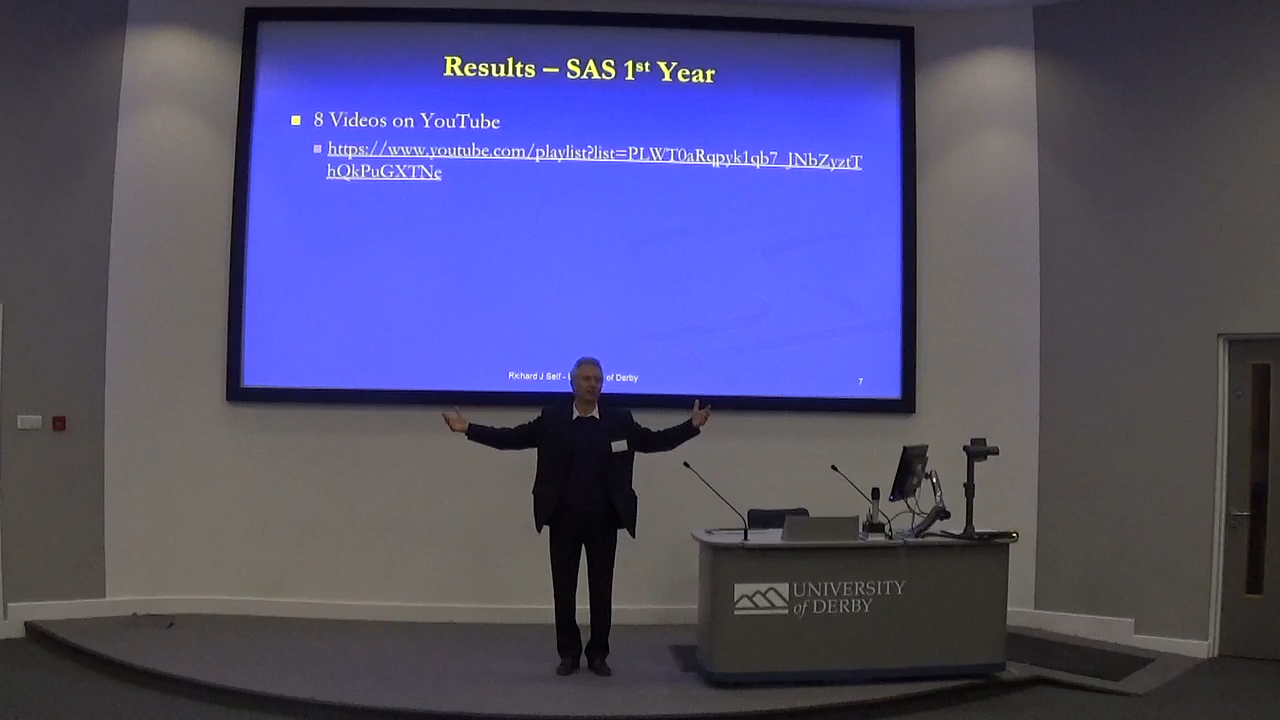 Results – SAS 1st Year
8 Videos on YouTube
https://www.youtube.com/playlist?list=PLWT0aRqpyk1qb7_JNbZyztT
hQkPuGXTNe
Richard J Self - of Derby
7
UNIVERSITY
of DERBY